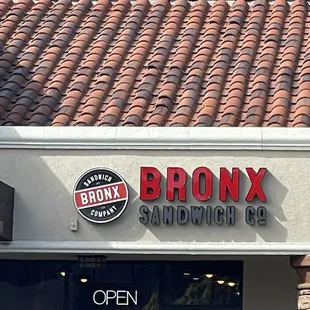 SANDWICH
BRONX
COMPANY
BRONX
SANDWICH CO
OPEN